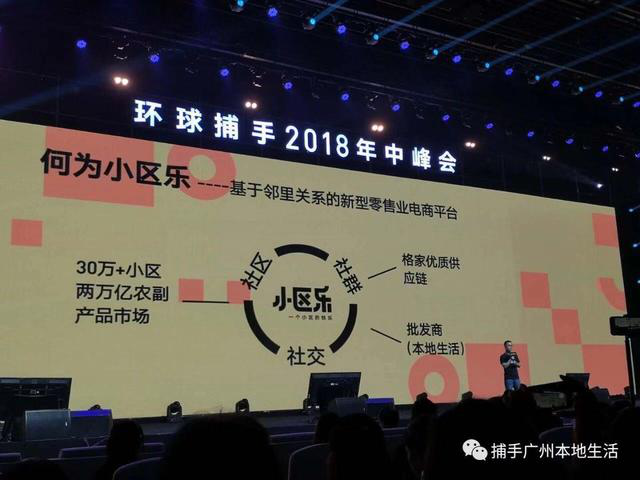 环球捕手2018年中峰会
何为小区乐 ----基于邻里关系的新型零售业电商平台
30万+小区
两万亿农副
产品市场
社区
社群
社交
小区乐
一个小区的快乐
格家优质供
应链
批发商
(本地生活)
捕手广州本地生活